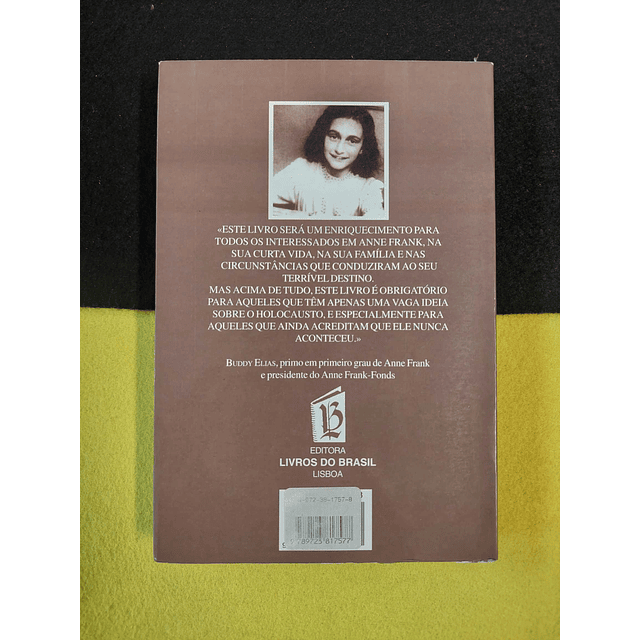 «ESTE LIVRO SERÁ UM ENRIQUECIMENTO PARA
TODOS OS INTERESSADOS EM ANNE FRANK, NA
SUA CURTA VIDA, NA SUA FAMÍLIA E NAS
CIRCUNSTÂNCIAS QUE CONDUZIRAM AO SEU
TERRÍVEL DESTINO.
MAS ACIMA DE TUDO, ESTE LIVRO É OBRIGATÓRIO
PARA AQUELES QUE TÊM APENAS UMA VAGA IDEIA
SOBRE O HOLOCAUSTO, E ESPECIALMENTE PARA
AQUELES QUE AINDA ACREDITAM QUE ELE NUNCA
ACONTECEU.»
BUDDY ELIAS, primo em primeiro grau de Anne Frank
e presidente do Anne Frank-Fonds
EDITORA
LIVROS DO BRASIL
LISBOA
789725 817577